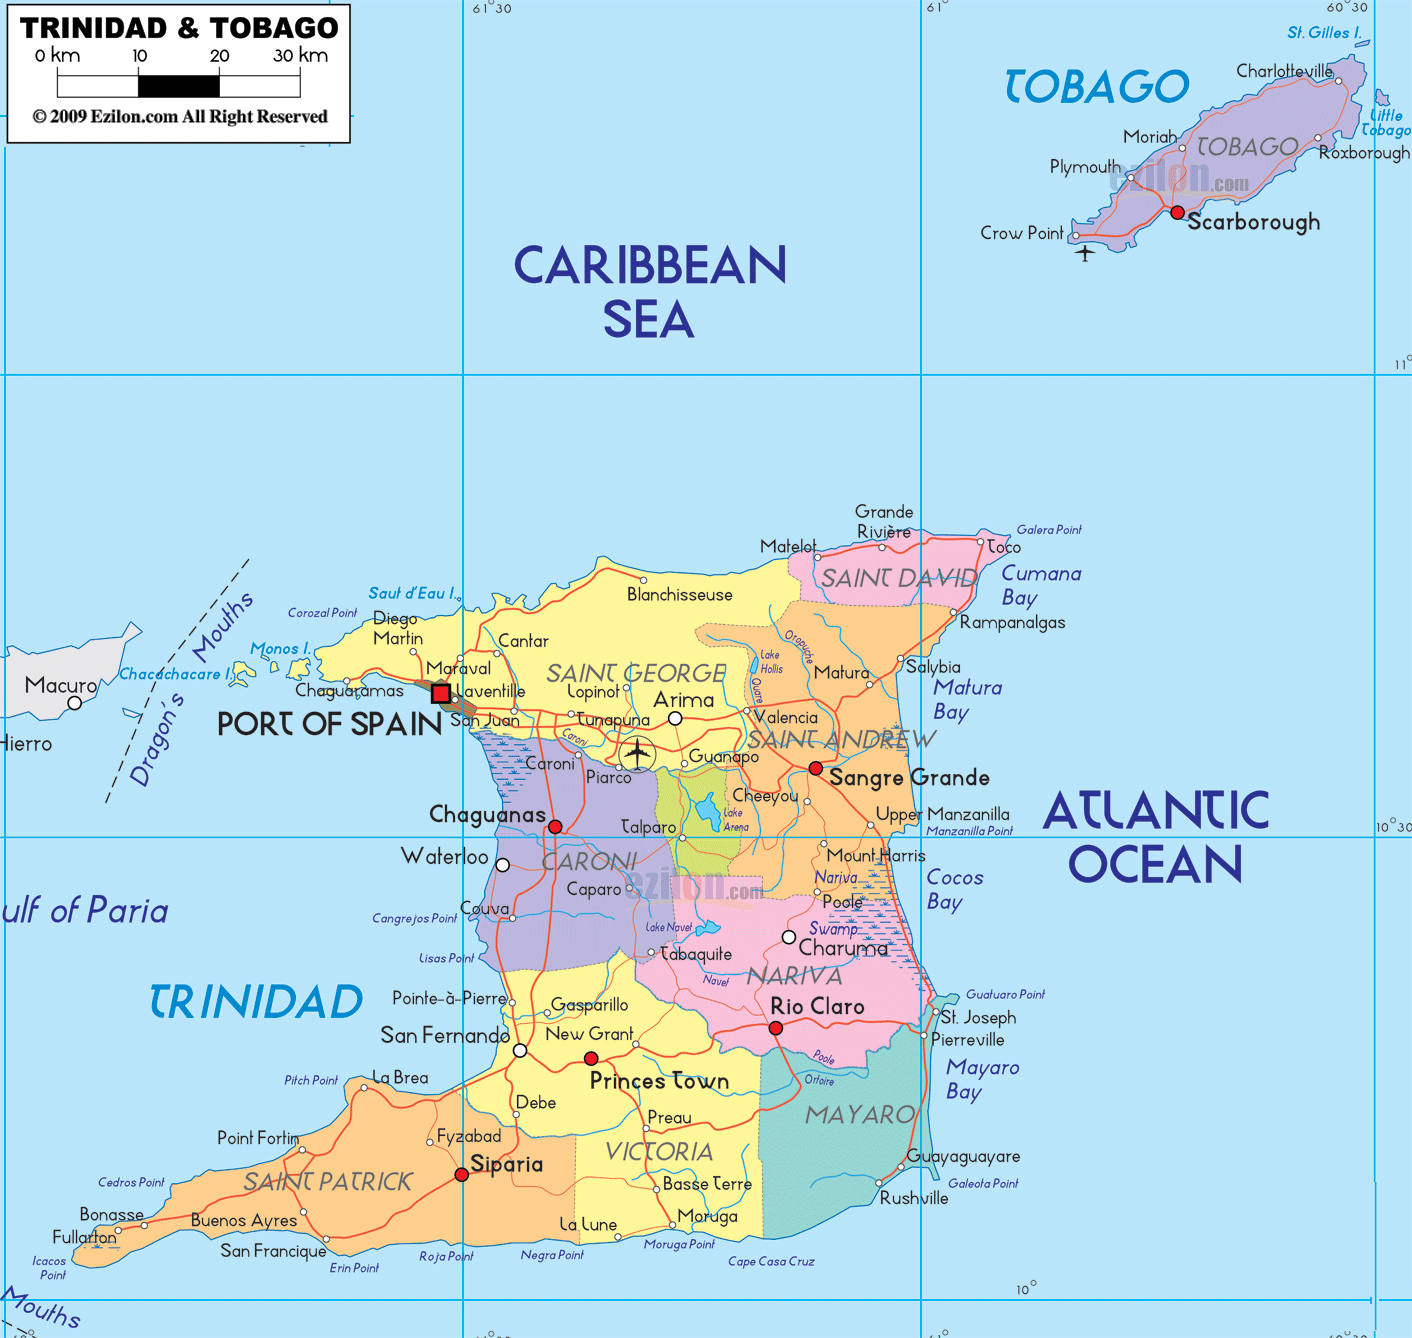 TRINIDAD & TOBAGO
0 km 10 20 30 km
© 2009 Ezilon.com All Right Reserved
61°30
61°
60°30
St. Gilles I.
TOBAGO
Charlotteville
Little
Tobago
Moriah
TOBAGO
Roxborough
Plymouth
ezilon.com
Scarborough
Crow Point
CARIBBEAN
SEA
11°
Grande
Rivière
Galera Point
Matelot
Toco
SAINT DAVID
Cumana
Bay
Blanchisseuse
Saut d'Eau I.
Corozal Point
Diego
Martin
Rampanalgas
Dragon's Mouths
Monos I.
Cantar
Oropuche
Lake
Hollis
Maraval
Chacachacare I.
SAINT GEORGE
Matura
Salybia
Macuro
Chaguaramas
Laventille
Lopinot
Arima
Quare
Matura
Bay
PORT OF SPAIN
San Juan
Tunapuna
Valencia
Hierro
Caroni
SAINT ANDREW
Caroni
Piarco
Guanapo
Sangre Grande
Cheeyou
Chaguanas
Lake
Arena
Upper Manzanilla
ATLANTIC
OCEAN
Talparo
Manzanilla Point
10°30
Waterloo
CARONI
Mount Harris
Caparo
ezilon.com
Nariva
Cocos
Bay
ulf of Paria
Couva
Poole
Cangrejos Point
Lake Navet
Swamp
Charuma
Lisas Point
Tabaquite
Navet
NARIVA
TRINIDAD
Pointe-à-Pierre
Gasparillo
Rio Claro
Guatuaro Point
St. Joseph
San Fernando
New Grant
Pierreville
Poole
Pitch Point
La Brea
Princes Town
Ortoire
Mayaro
Bay
Debe
Preau
MAYARO
Point Fortin
Fyzabad
VICTORIA
Siparia
Guayaguayare
Cedros Point
SAINT PATRICK
Basse Terre
Galeota Point
Rushville
Bonasse
Buenos Ayres
La Lune
Moruga
Fullarton
San Francique
Roja Point
Negra Point
Moruga Point
Cape Casa Cruz
Icacos
Point
Erin Point
10°
Mouths